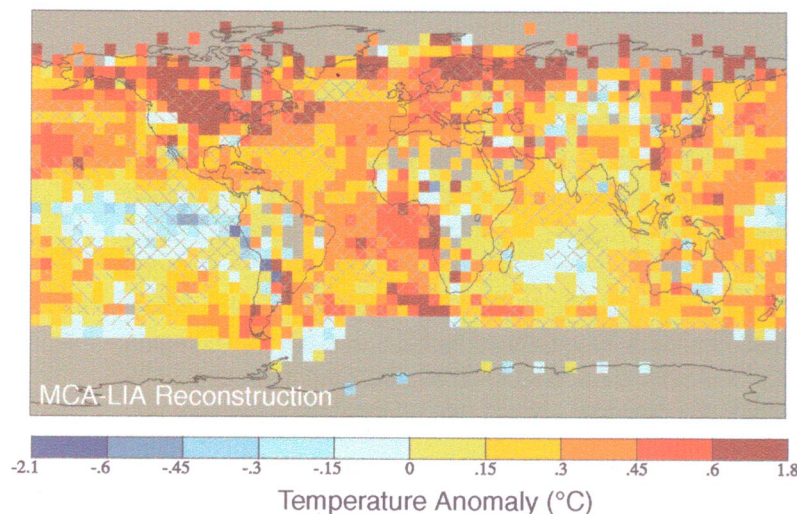 MCA-LIA Reconstruction
-2.1 -.6 -.45 -.3 -.15 0 .15 .3 .45 .6 1.8
Temperature Anomaly (°C)